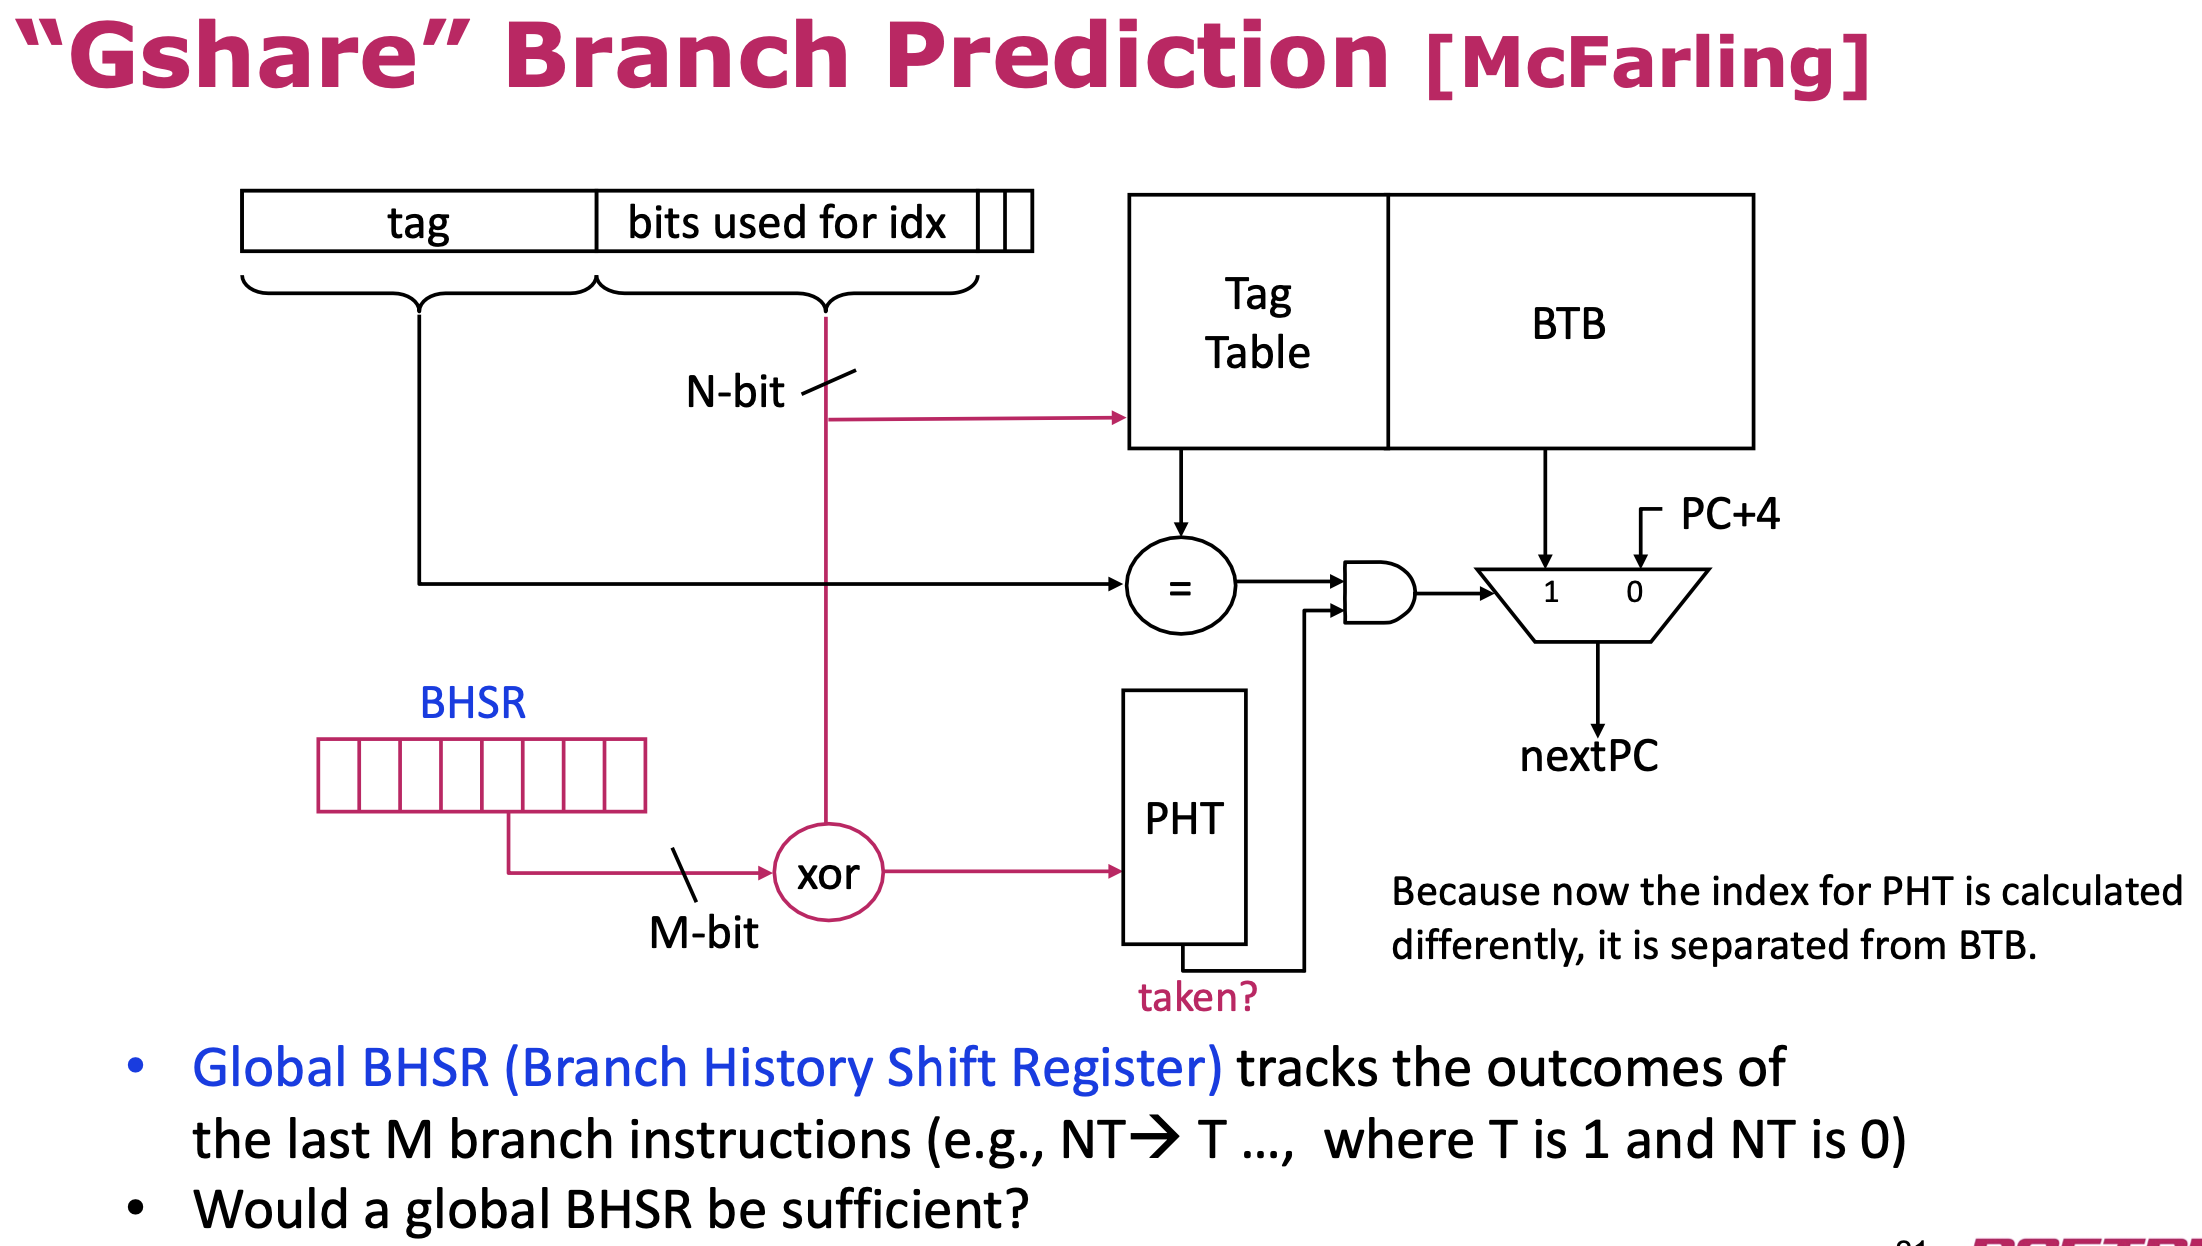 “Gshare” Branch Prediction [McFarling]
tag
bits used for idx
Tag
Table
BTB
N-bit
PC+4
=
1
0
BHSR
nextPC
PHT
xor
M-bit
Because now the index for PHT is calculated
differently, it is separated from BTB.
taken?
• Global BHSR (Branch History Shift Register) tracks the outcomes of
the last M branch instructions (e.g., NT→ T ..., where T is 1 and NT is 0)
• Would a global BHSR be sufficient?